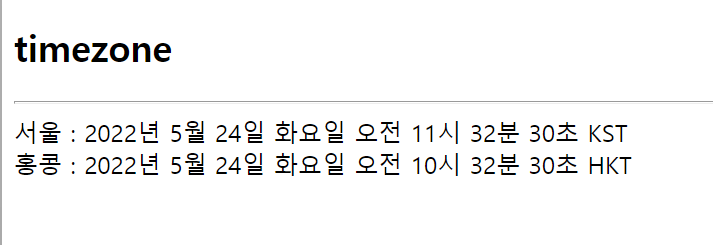 timezone
서울 : 2022년 5월 24일 화요일 오전 11시 32분 30초 KST
홍콩 : 2022년 5월 24일 화요일 오전 10시 32분 30초 HKT